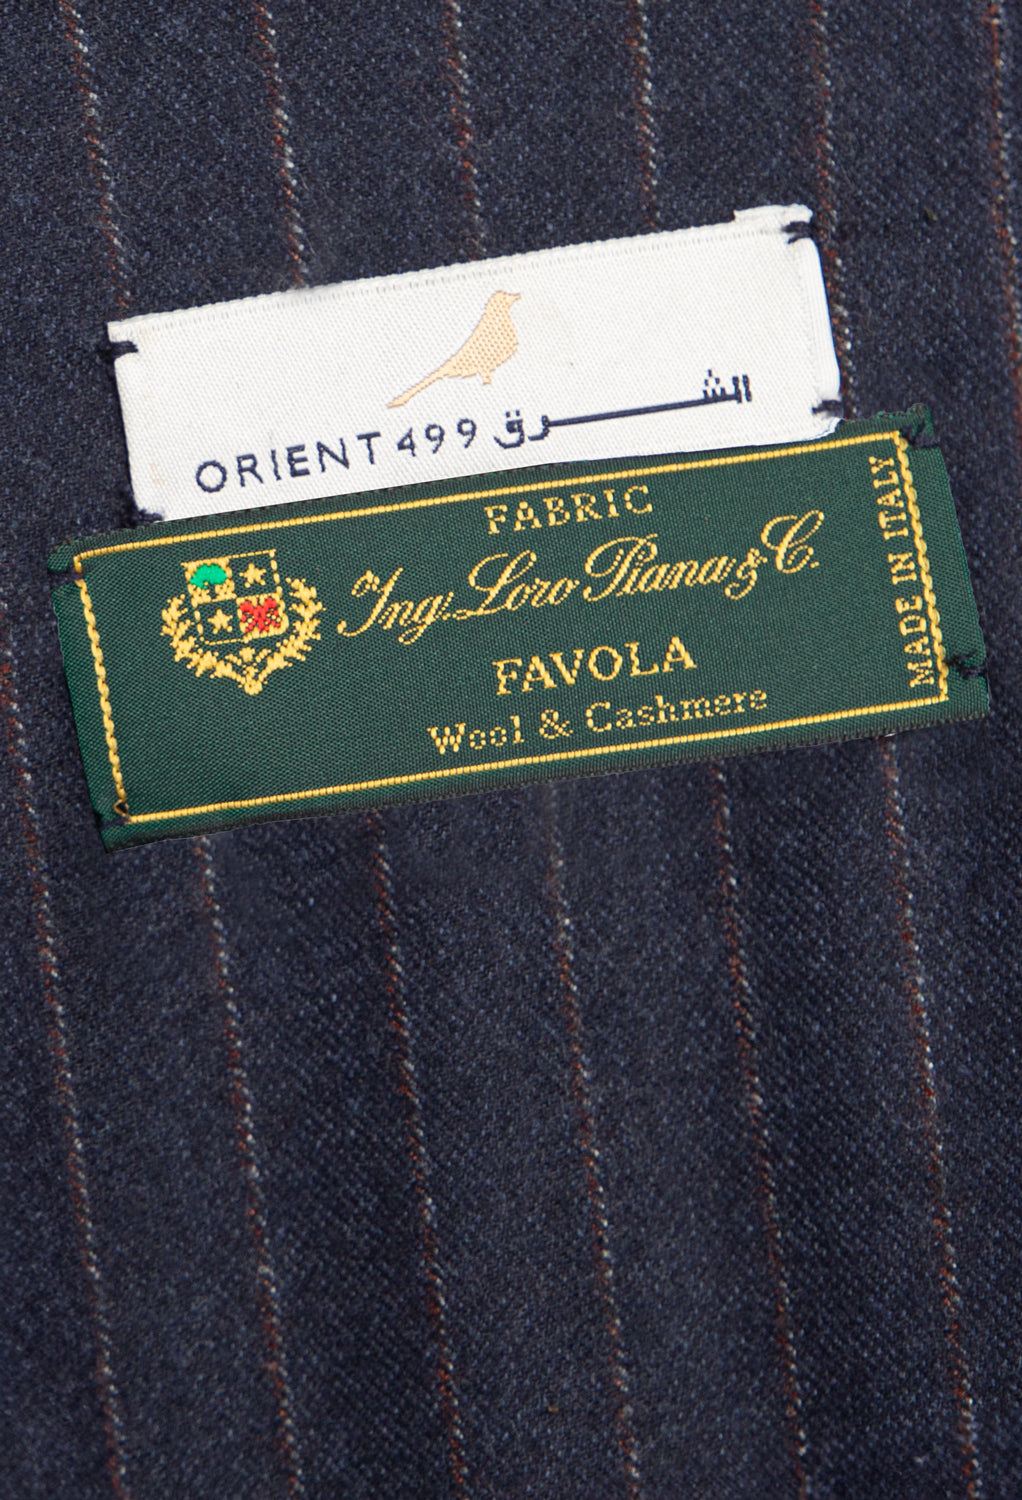 ORIENT 499 الشرق
FABRIC
Ing. Loro Piana & C.
FAVOLA
Wool & Cashmere
MADE IN ITALY